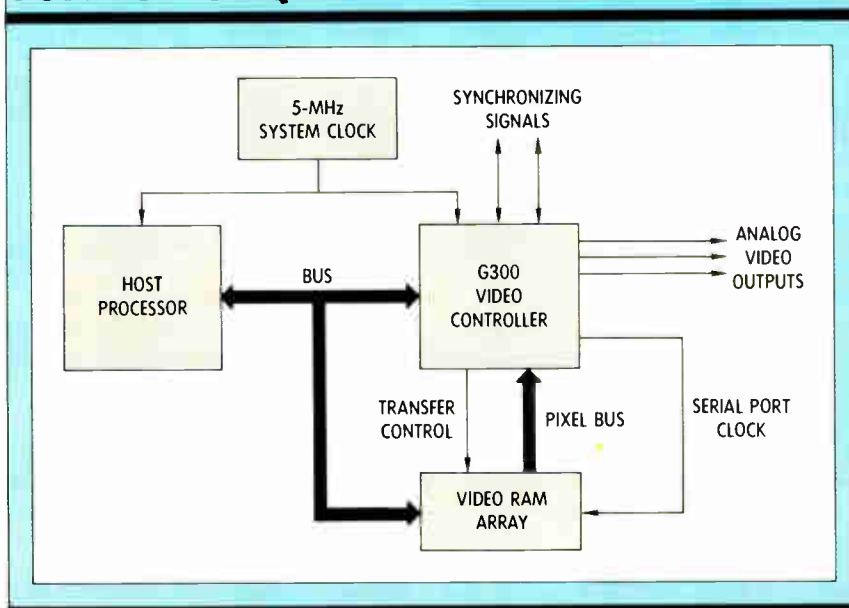 5-MHz
SYSTEM CLOCK
SYNCHRONIZING
SIGNALS
HOST
PROCESSOR
BUS
G300
VIDEO
CONTROLLER
ANALOG
VIDEO
OUTPUTS
TRANSFER
CONTROL
PIXEL BUS
SERIAL PORT
CLOCK
VIDEO RAM
ARRAY